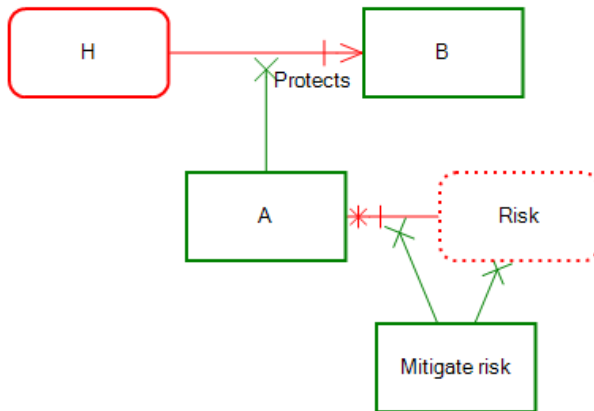 H
B
Protects
A
Risk
Mitigate risk